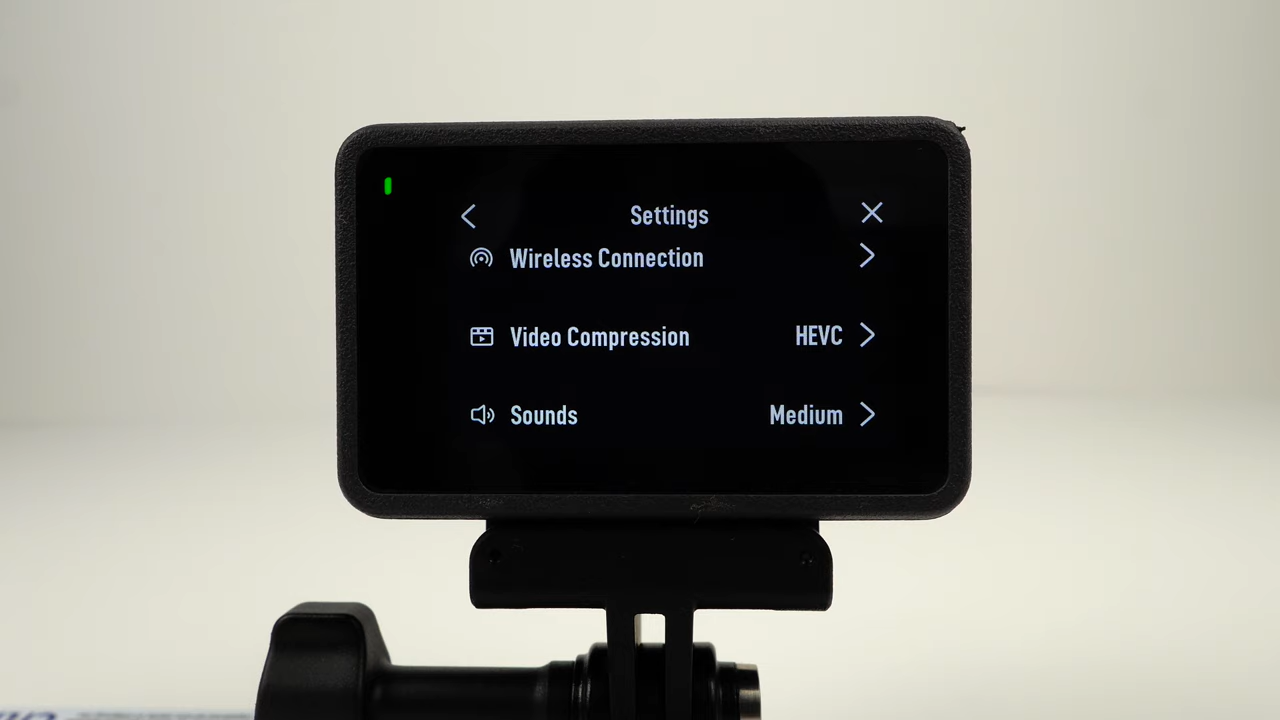 Settings
Wireless Connection
Video Compression HEVC
Sounds Medium